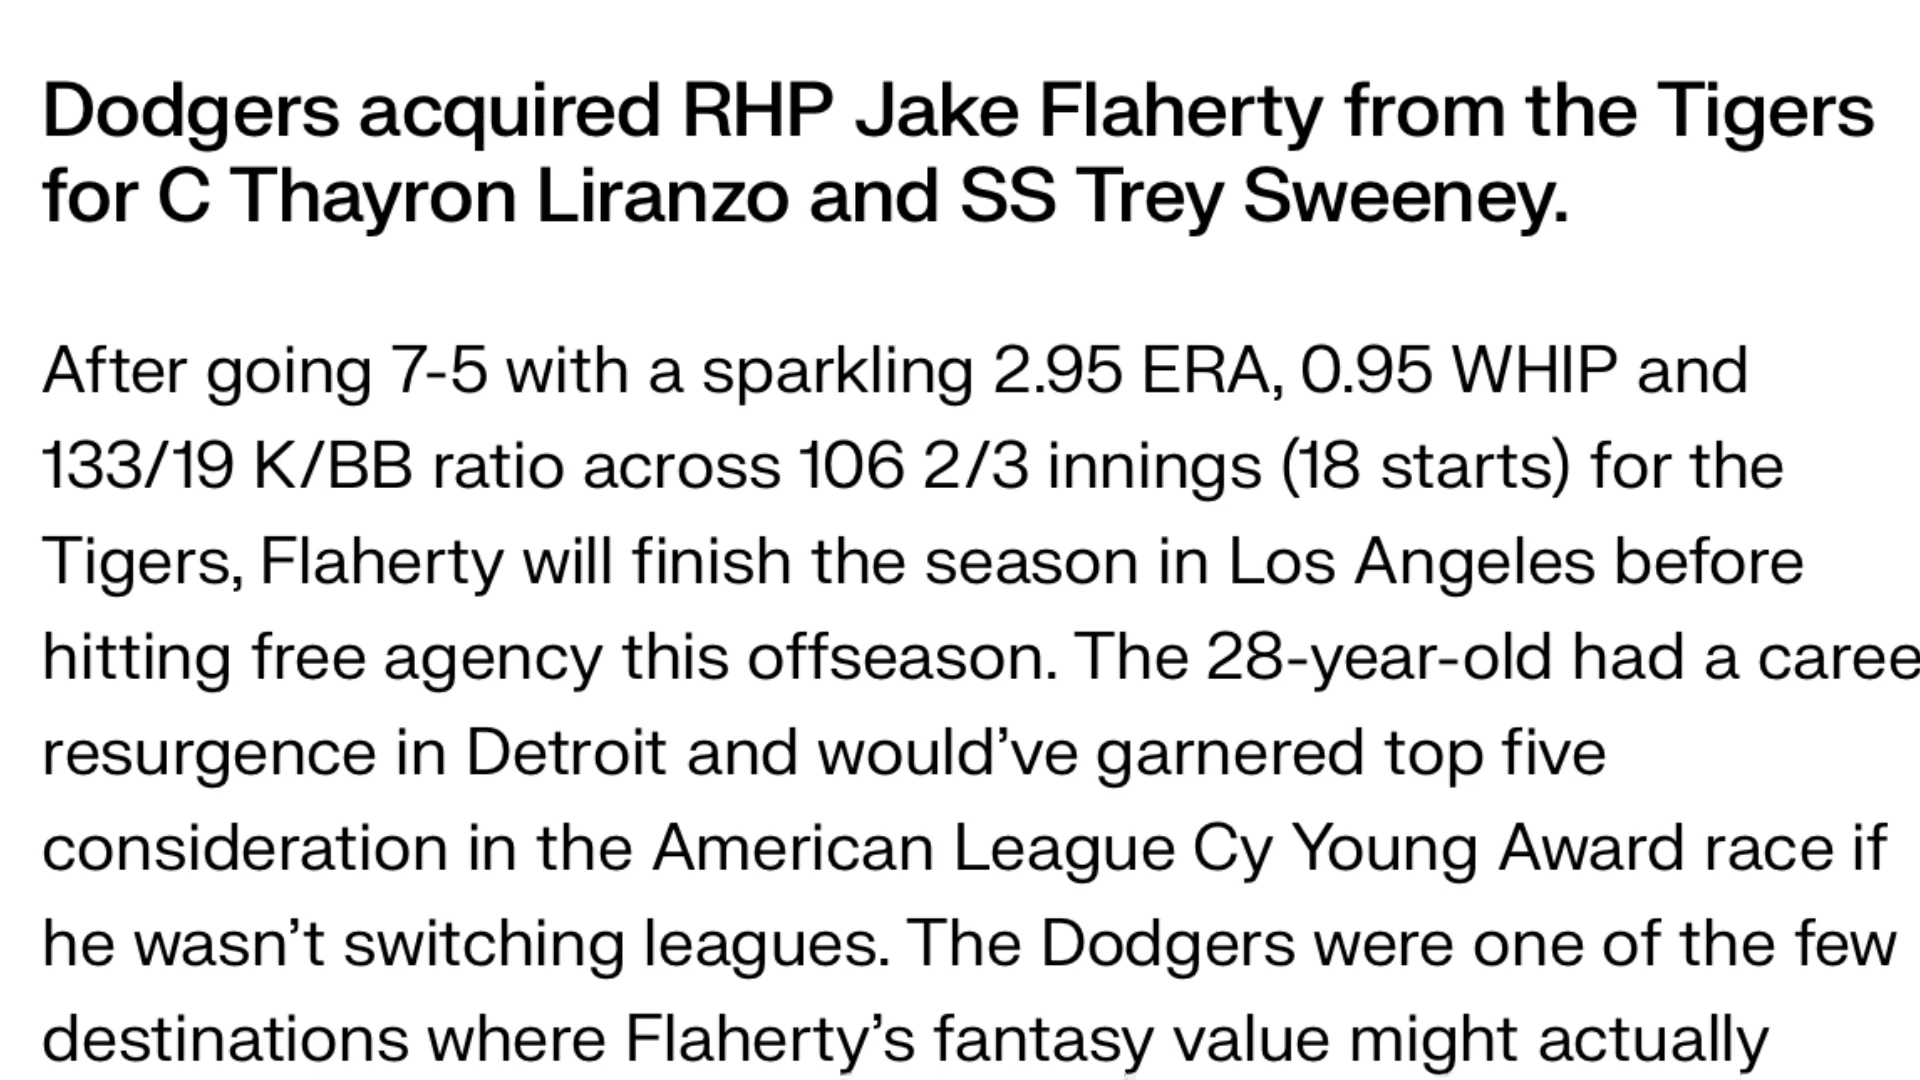 Dodgers acquired RHP Jake Flaherty from the Tigers
for C Thayron Liranzo and SS Trey Sweeney.
After going 7-5 with a sparkling 2.95 ERA, 0.95 WHIP and
133/19 K/BB ratio across 106 2/3 innings (18 starts) for the
Tigers, Flaherty will finish the season in Los Angeles before
hitting free agency this offseason. The 28-year-old had a caree
resurgence in Detroit and would’ve garnered top five
consideration in the American League Cy Young Award race if
he wasn’t switching leagues. The Dodgers were one of the few
destinations where Flaherty’s fantasy value might actually